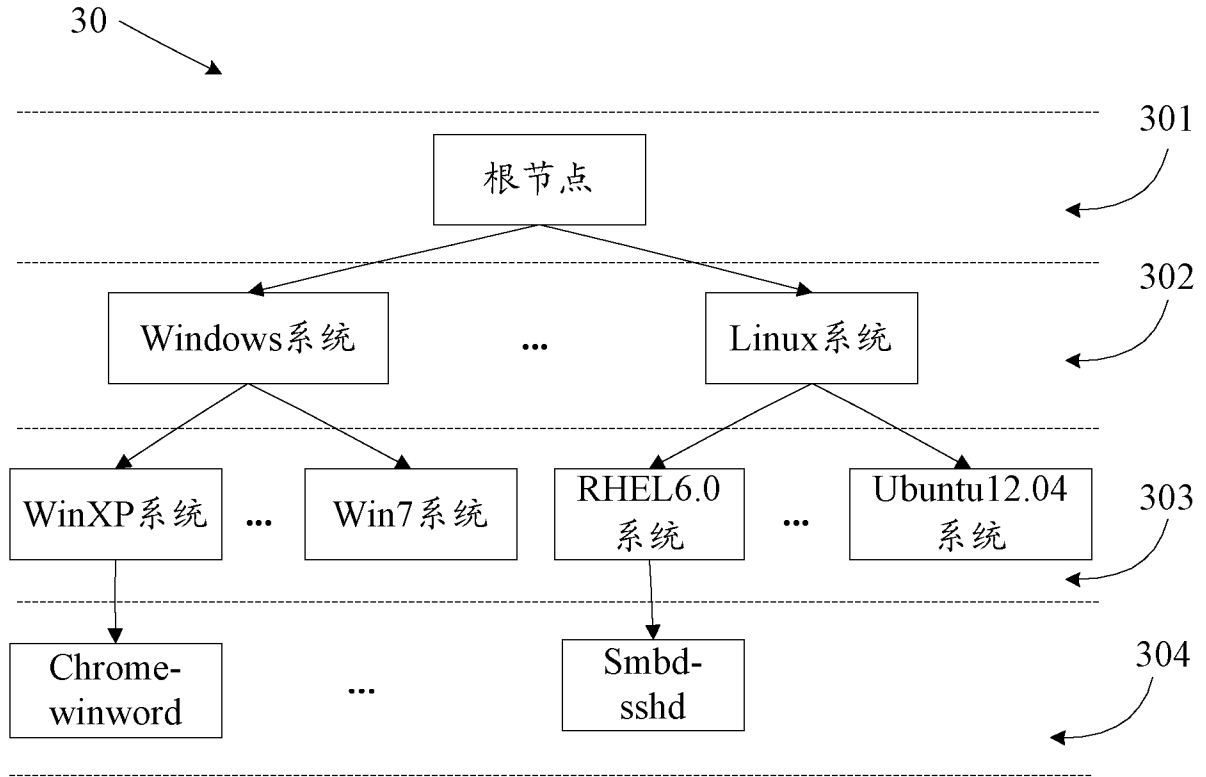 30
301
根节点
302
Windows系统
...
Linux系统
303
WinXP系统
...
Win7系统
RHEL6.0
系统
...
Ubuntu12.04
系统
304
Chrome-
winword
...
Smbd-
sshd